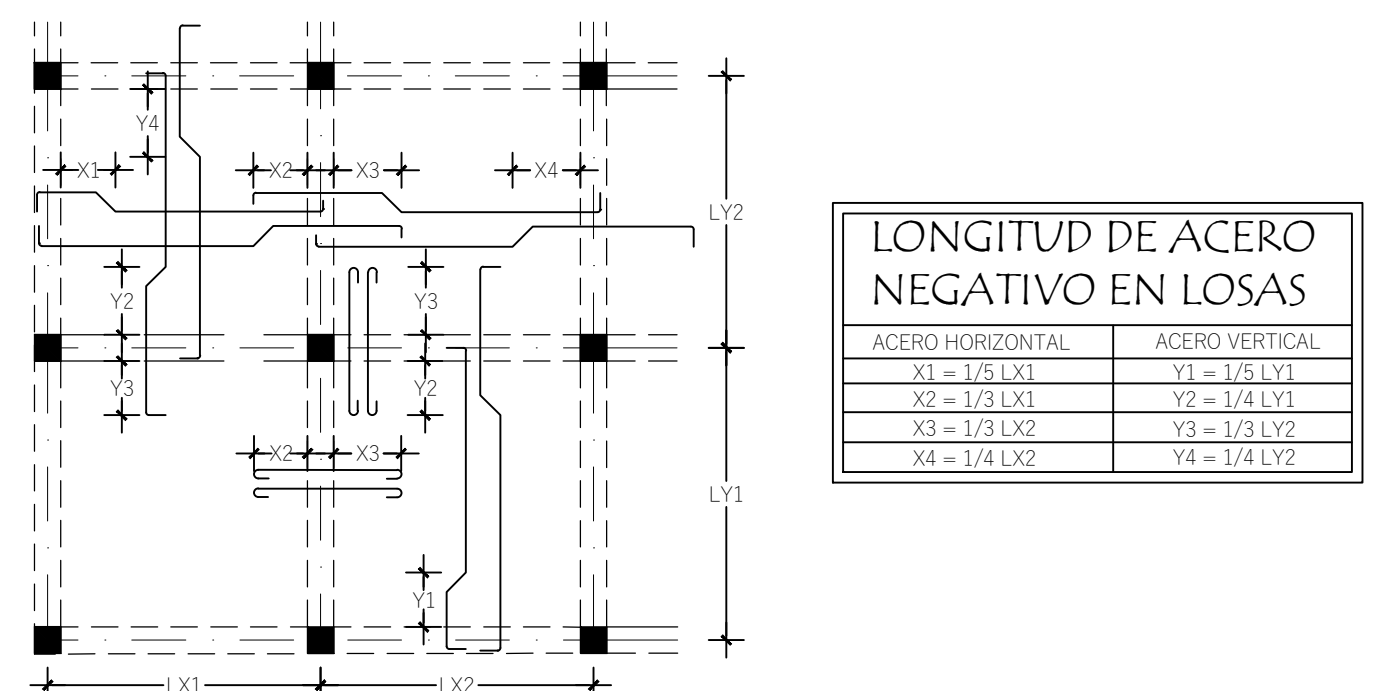 Y4
X1
X2
X3
X4
LY2
Y2
Y3
Y3
Y2
X2
X3
LY1
Y1
LX1
LX2
LONGITUD DE ACERO
NEGATIVO EN LOSAS
ACERO HORIZONTAL
ACERO VERTICAL
X1 = 1/5 LX1
Y1 = 1/5 LY1
X2 = 1/3 LX1
Y2 = 1/4 LY1
X3 = 1/3 LX2
Y3 = 1/3 LY2
X4 = 1/4 LX2
Y4 = 1/4 LY2